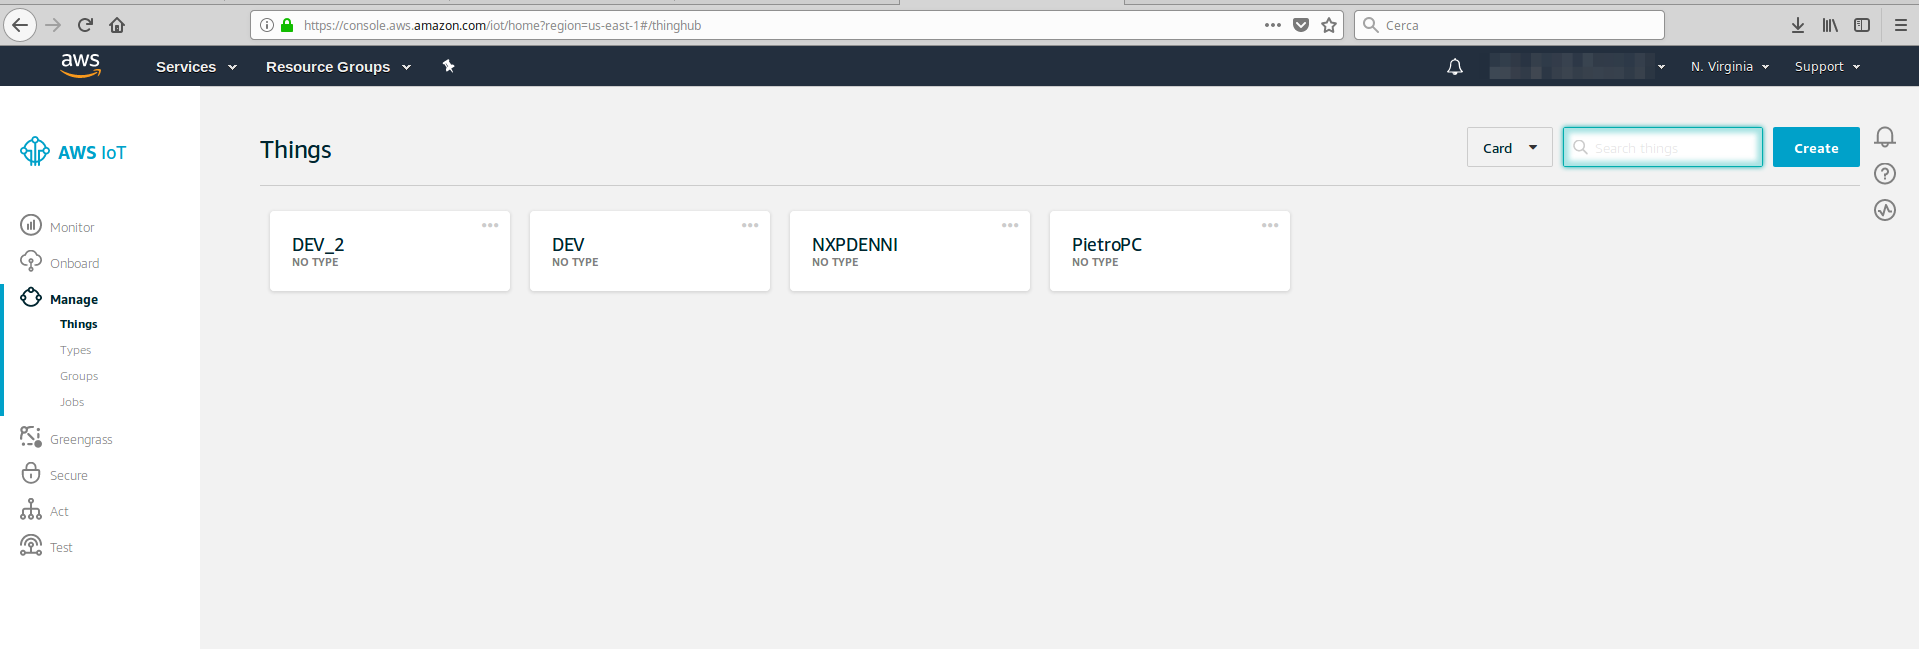 https://console.aws.amazon.com/iot/home?region=us-east-1#/thinghub
Cerca
aws
Services
Resource Groups
N. Virginia
Support
AWS IoT
Things
Card
Search things
Create
Monitor
Onboard
Manage
Things
Types
Groups
Jobs
Greengrass
Secure
Act
Test
DEV_2
NO TYPE
DEV
NO TYPE
NXPDENNI
NO TYPE
PietroPC
NO TYPE